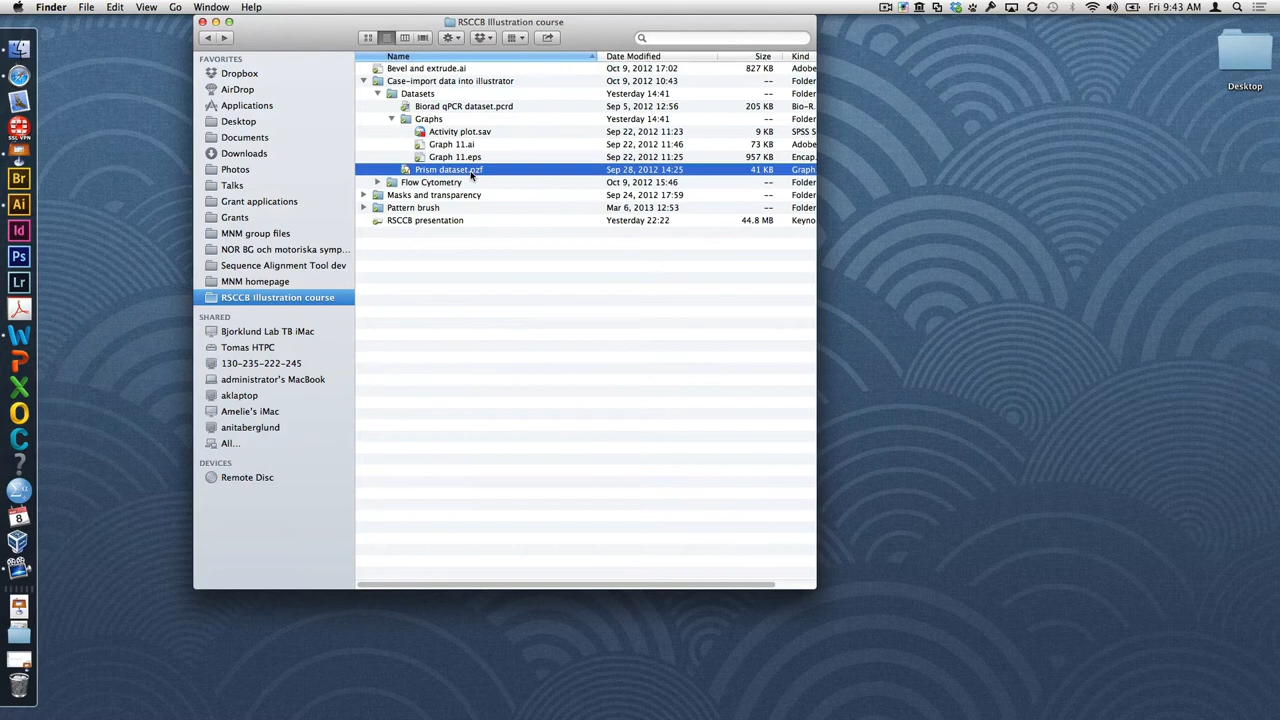 Finder File Edit View Go Window Help Fri 9:43 AM
RSCCB Illustration course
FAVORITES
Dropbox
AirDrop
Applications
Desktop
Documents
Downloads
Photos
Talks
Grant applications
Grants
MNM group files
NOR BG och motoriska symp...
Sequence Alignment Tool dev
MNM homepage
RSCCB Illustration course
SHARED
Bjorklund Lab TB iMac
Tomas HTPC
130-235-222-245
administrator's MacBook
aklaptop
Amelie's iMac
anitaberglund
All...
DEVICES
Remote Disc
Name Date Modified Size Kind
Bevel and extrude.ai Oct 9, 2012 17:02 827 KB Adobe
Case-import data into illustrator Oct 9, 2012 10:43 -- Folder
Datasets Yesterday 14:41 -- Folder
Biorad qPCR dataset.pcrd Sep 5, 2012 12:56 205 KB Bio-R.
Graphs Yesterday 14:41 -- Folder
Activity plot.sav Sep 22, 2012 11:23 9 KB SPSS S
Graph 11.ai Sep 22, 2012 11:46 73 KB Adobe
Graph 11.eps Sep 22, 2012 11:25 957 KB Encap.
Prism dataset.pzf Sep 28, 2012 14:25 41 KB Graph.
Flow Cytometry Oct 9, 2012 15:46 -- Folder
Masks and transparency Sep 24, 2012 17:59 -- Folder
Pattern brush Mar 6, 2013 12:53 -- Folder
RSCCB presentation Yesterday 22:22 44.8 MB Keyno
Desktop
SSL VPN
Br
Ai
Id
Ps
Lr
W
P
X
O
C
?
8